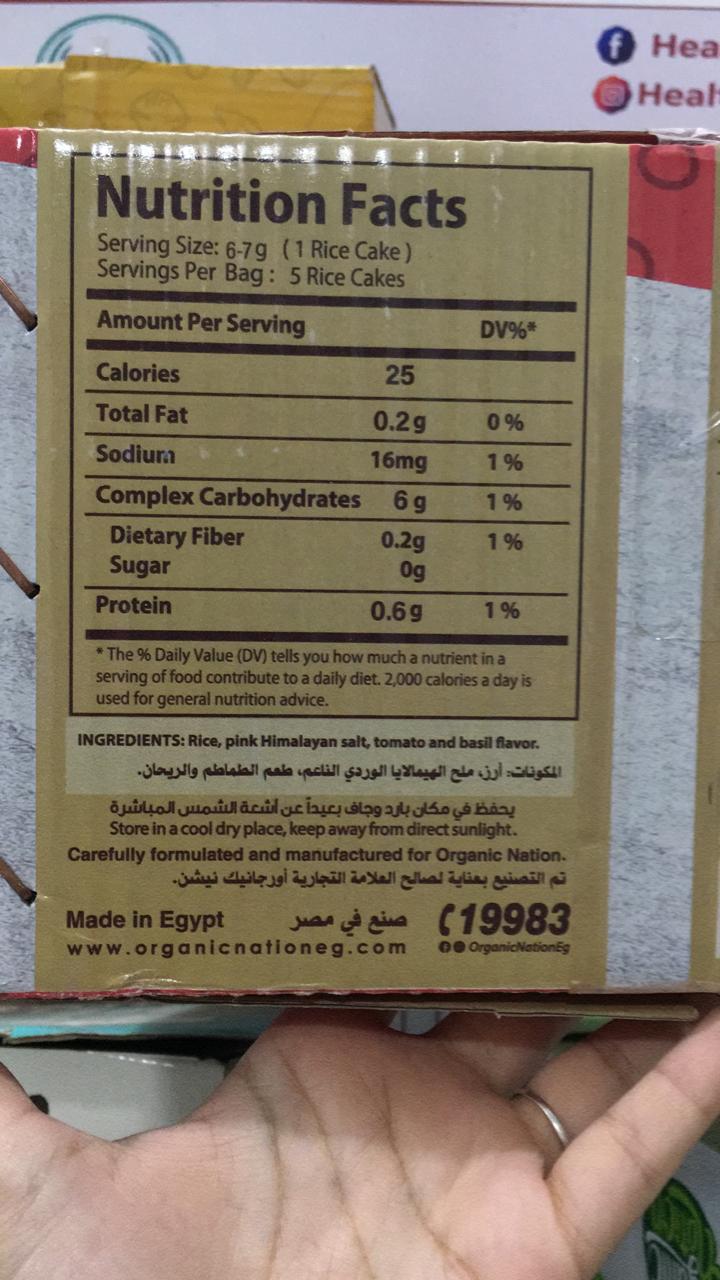 Hea
Heal
Nutrition Facts
Serving Size: 6-7g (1 Rice Cake)
Servings Per Bag: 5 Rice Cakes
Amount Per Serving DV%*
Calories 25
Total Fat 0.2g 0%
Sodium 16mg 1%
Complex Carbohydrates 6g 1%
Dietary Fiber 0.2g 1%
Sugar 0g
Protein 0.6g 1%
* The % Daily Value (DV) tells you how much a nutrient in a
serving of food contribute to a daily diet. 2,000 calories a day is
used for general nutrition advice.
INGREDIENTS: Rice, pink Himalayan salt, tomato and basil flavor.
المكونات: أرز، ملح الهيمالايا الوردي الناعم، طعم الطماطم والريحان.
يحفظ في مكان بارد وجاف بعيداً عن أشعة الشمس المباشرة
Store in a cool dry place, keep away from direct sunlight.
Carefully formulated and manufactured for Organic Nation.
تم التصنيع بعناية لصالح العلامة التجارية أورجانيك نيشن.
Made in Egypt صنع في مصر 19983
www.organicnationeg.com OrganicNationEg